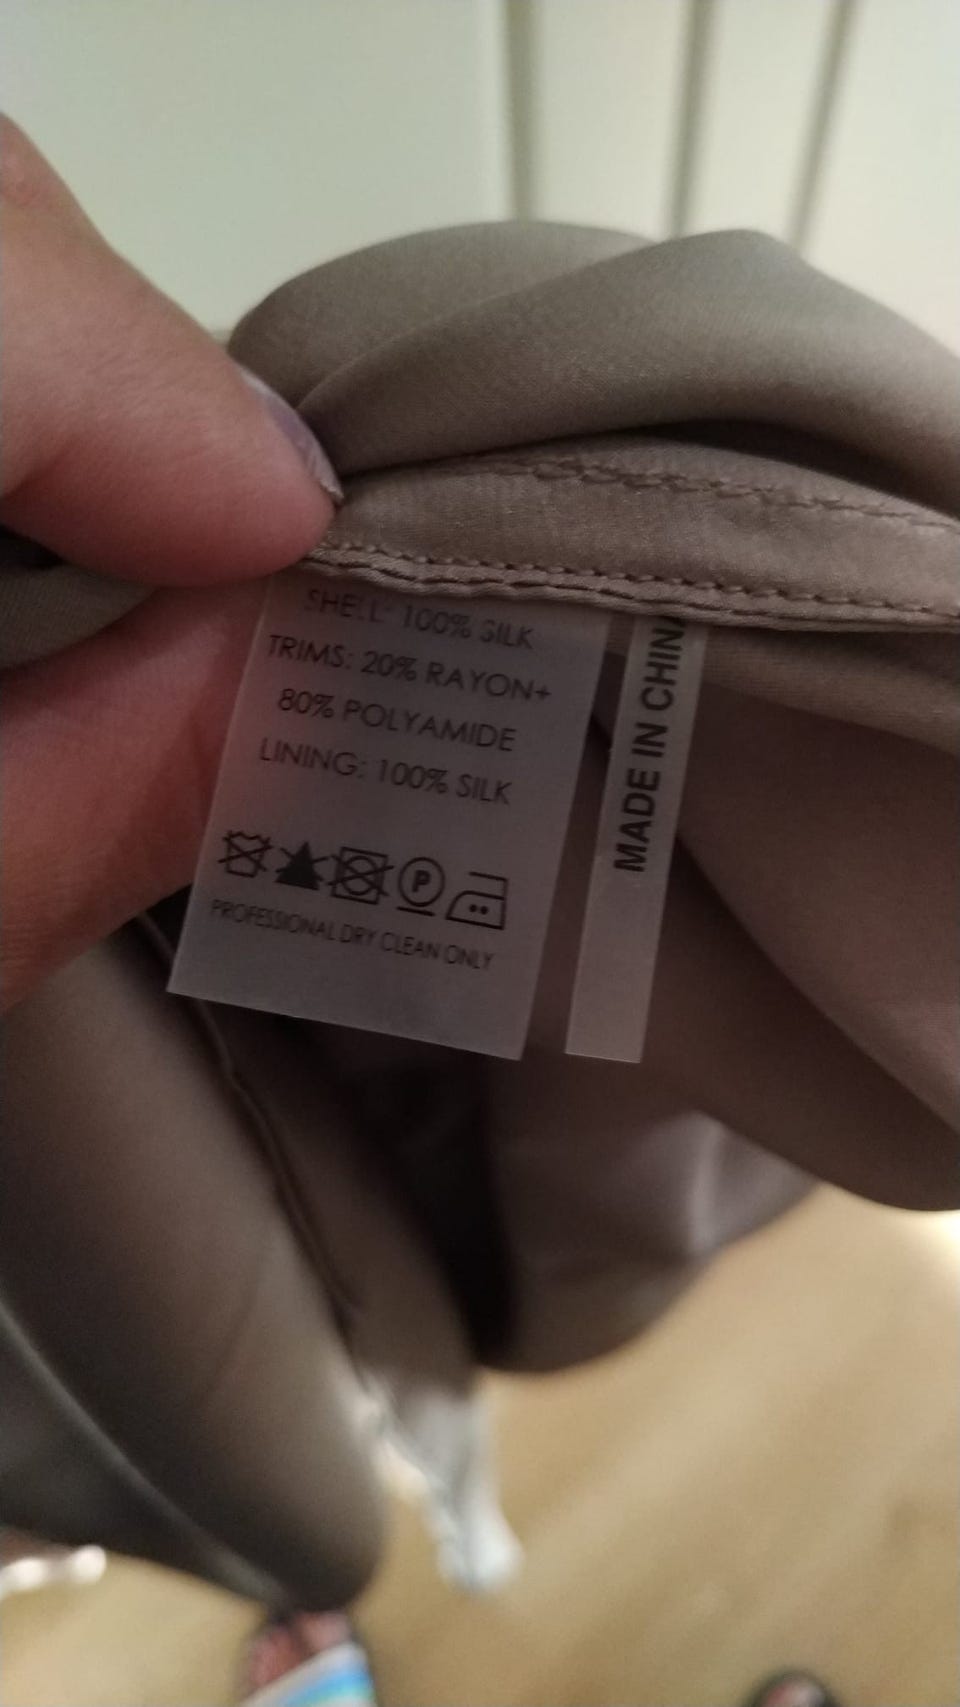 SHELL: 100% SILK
TRIMS: 20% RAYON+
80% POLYAMIDE
LINING: 100% SILK
P
PROFESSIONAL DRY CLEAN ONLY
MADE IN CHINA